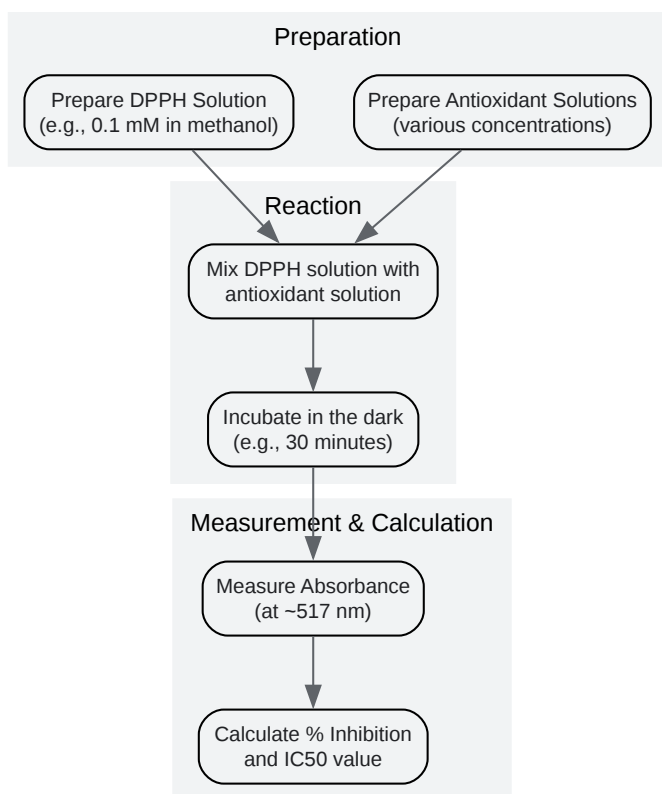 Preparation
Prepare DPPH Solution
(e.g., 0.1 mM in methanol)
Prepare Antioxidant Solutions
(various concentrations)
Reaction
Mix DPPH solution with
antioxidant solution
Incubate in the dark
(e.g., 30 minutes)
Measurement & Calculation
Measure Absorbance
(at ~517 nm)
Calculate % Inhibition
and IC50 value